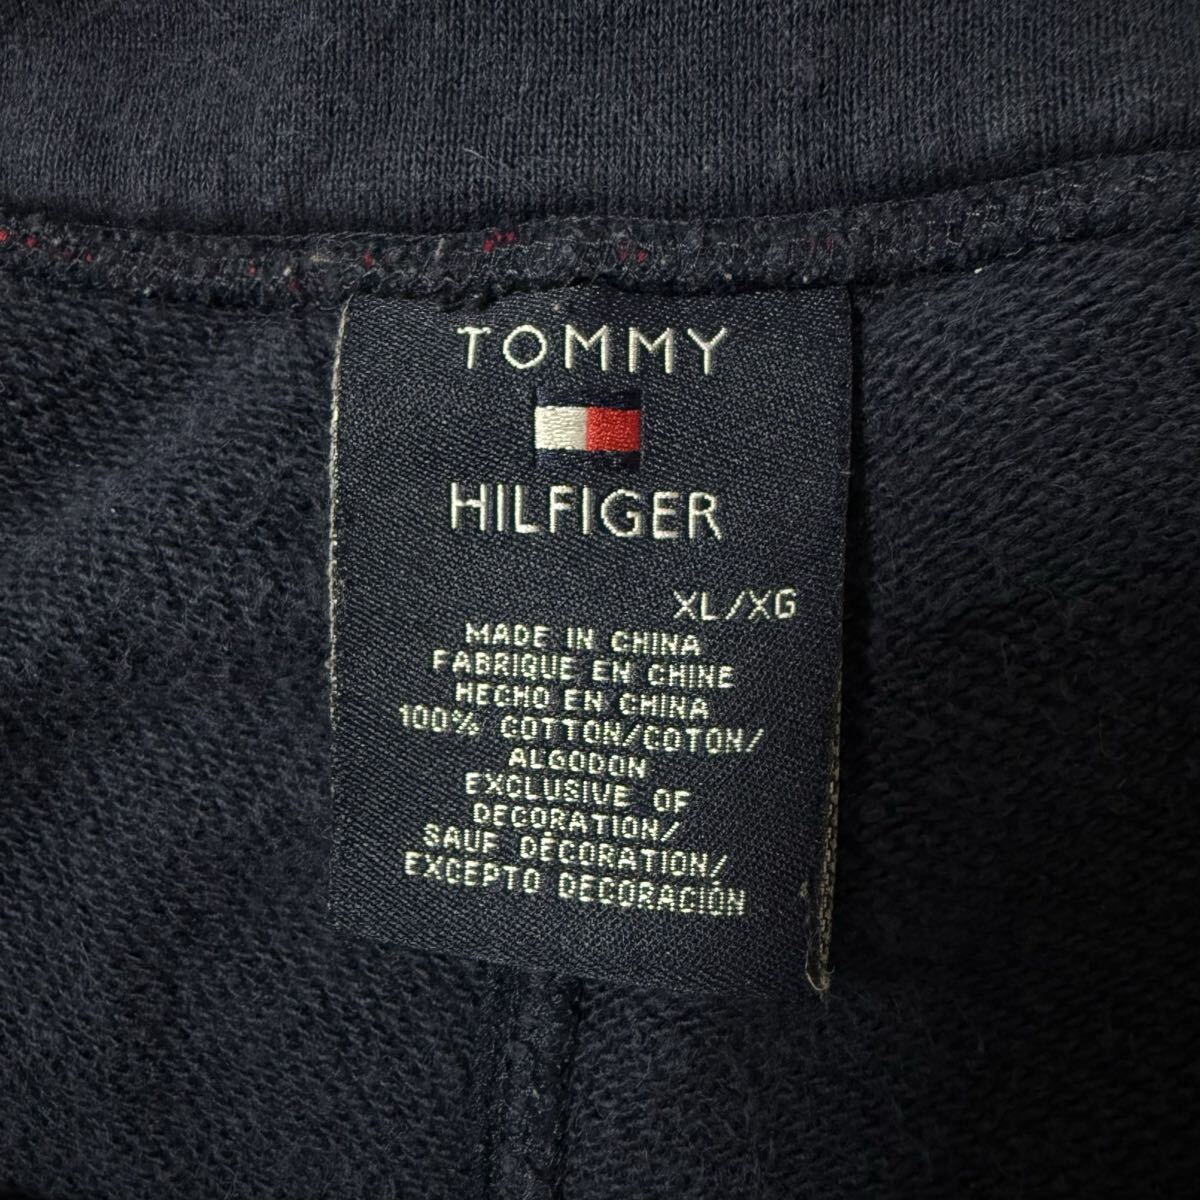 TOMMY
HILFIGER
XL/XG
MADE IN CHINA
FABRIQUE EN CHINE
HECHO EN CHINA
100% COTTON/COTON/
ALGODON
EXCLUSIVE OF
DECORATION/
SAUF DÉCORATION/
EXCEPTO DECORACIÓN